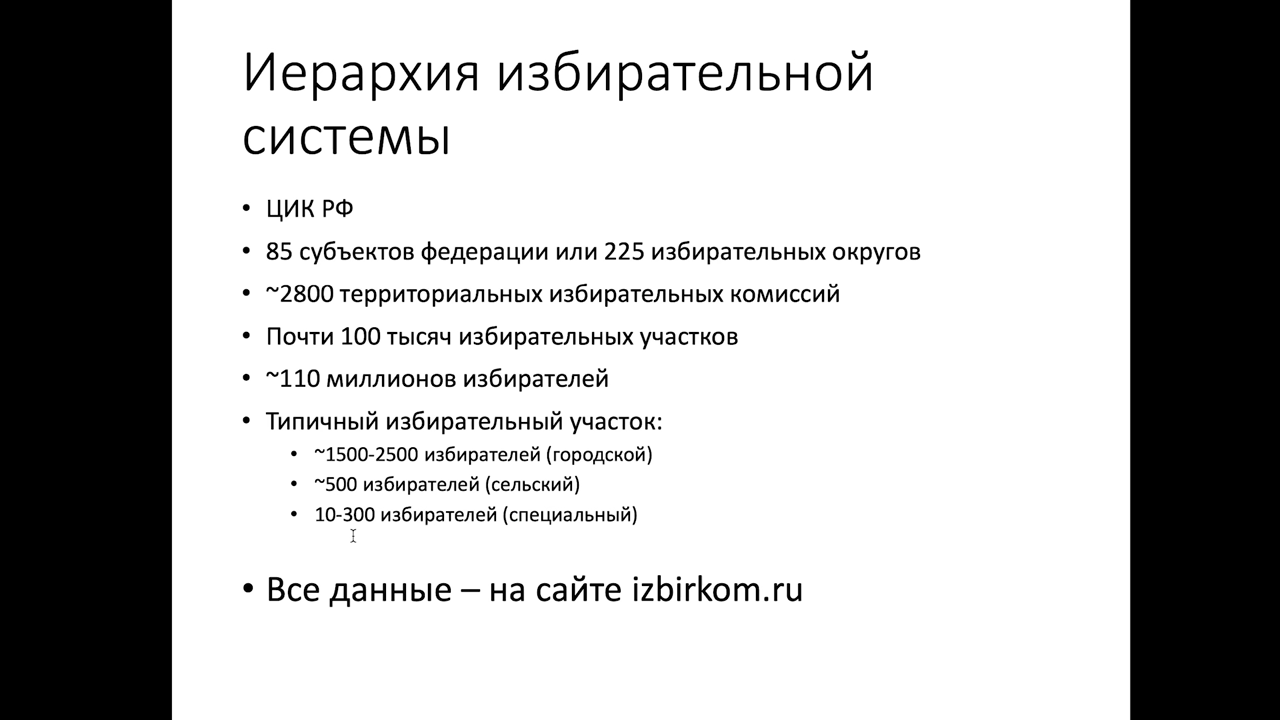 Иерархия избирательной
системы
• ЦИК РФ
• 85 субъектов федерации или 225 избирательных округов
• ~2800 территориальных избирательных комиссий
• Почти 100 тысяч избирательных участков
• ~110 миллионов избирателей
• Типичный избирательный участок:
• ~1500-2500 избирателей (городской)
• ~500 избирателей (сельский)
• 10-300 избирателей (специальный)
• Все данные – на сайте izbirkom.ru